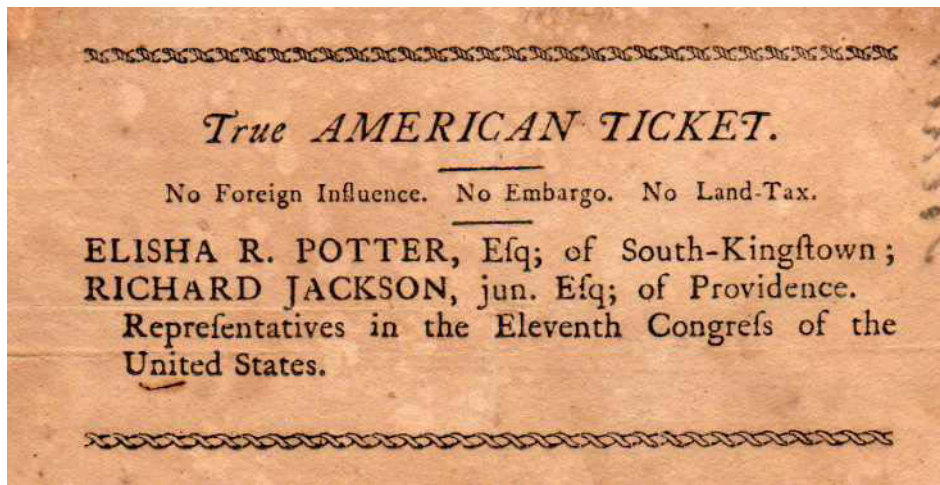 True AMERICAN TICKET.
No Foreign Influence. No Embargo. No Land-Tax.
ELISHA R. POTTER, Eſq; of South-Kingſtown;
RICHARD JACKSON, jun. Eſq; of Providence.
Repreſentatives in the Eleventh Congreſs of the
United States.